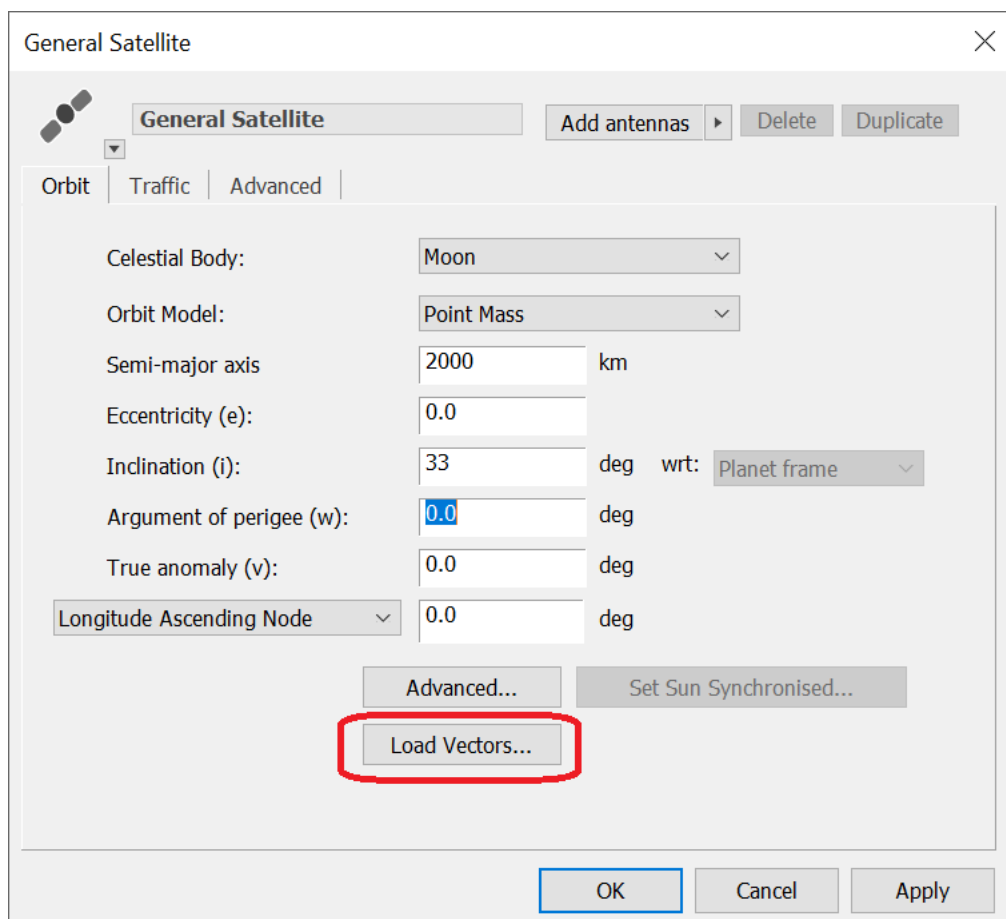 General Satellite
General Satellite Add antennas Delete Duplicate
Orbit Traffic Advanced
Celestial Body: Moon
Orbit Model: Point Mass
Semi-major axis 2000 km
Eccentricity (e): 0.0
Inclination (i): 33 deg wrt: Planet frame
Argument of perigee (w): 0.0 deg
True anomaly (v): 0.0 deg
Longitude Ascending Node 0.0 deg
Advanced... Set Sun Synchronised...
Load Vectors...
OK Cancel Apply